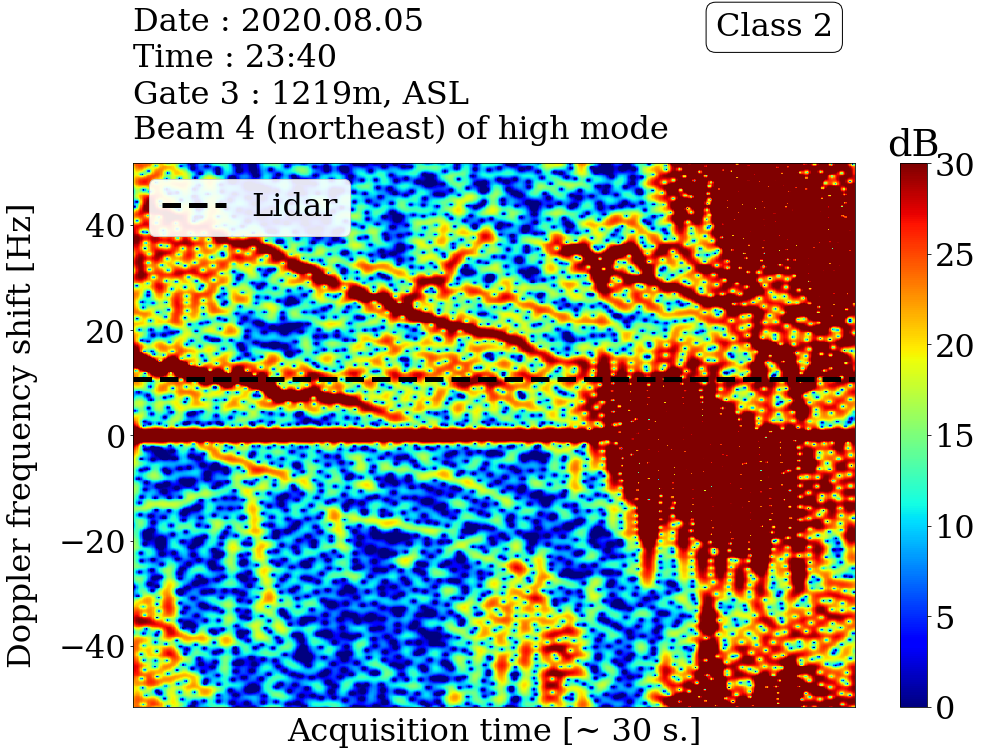 Date : 2020.08.05
Class 2
Time : 23:40
Gate 3 : 1219m, ASL
Beam 4 (northeast) of high mode
dB
Lidar
Doppler frequency shift [Hz]
40
20
0
−20
−40
30
25
20
15
10
5
0
Acquisition time [~ 30 s.]